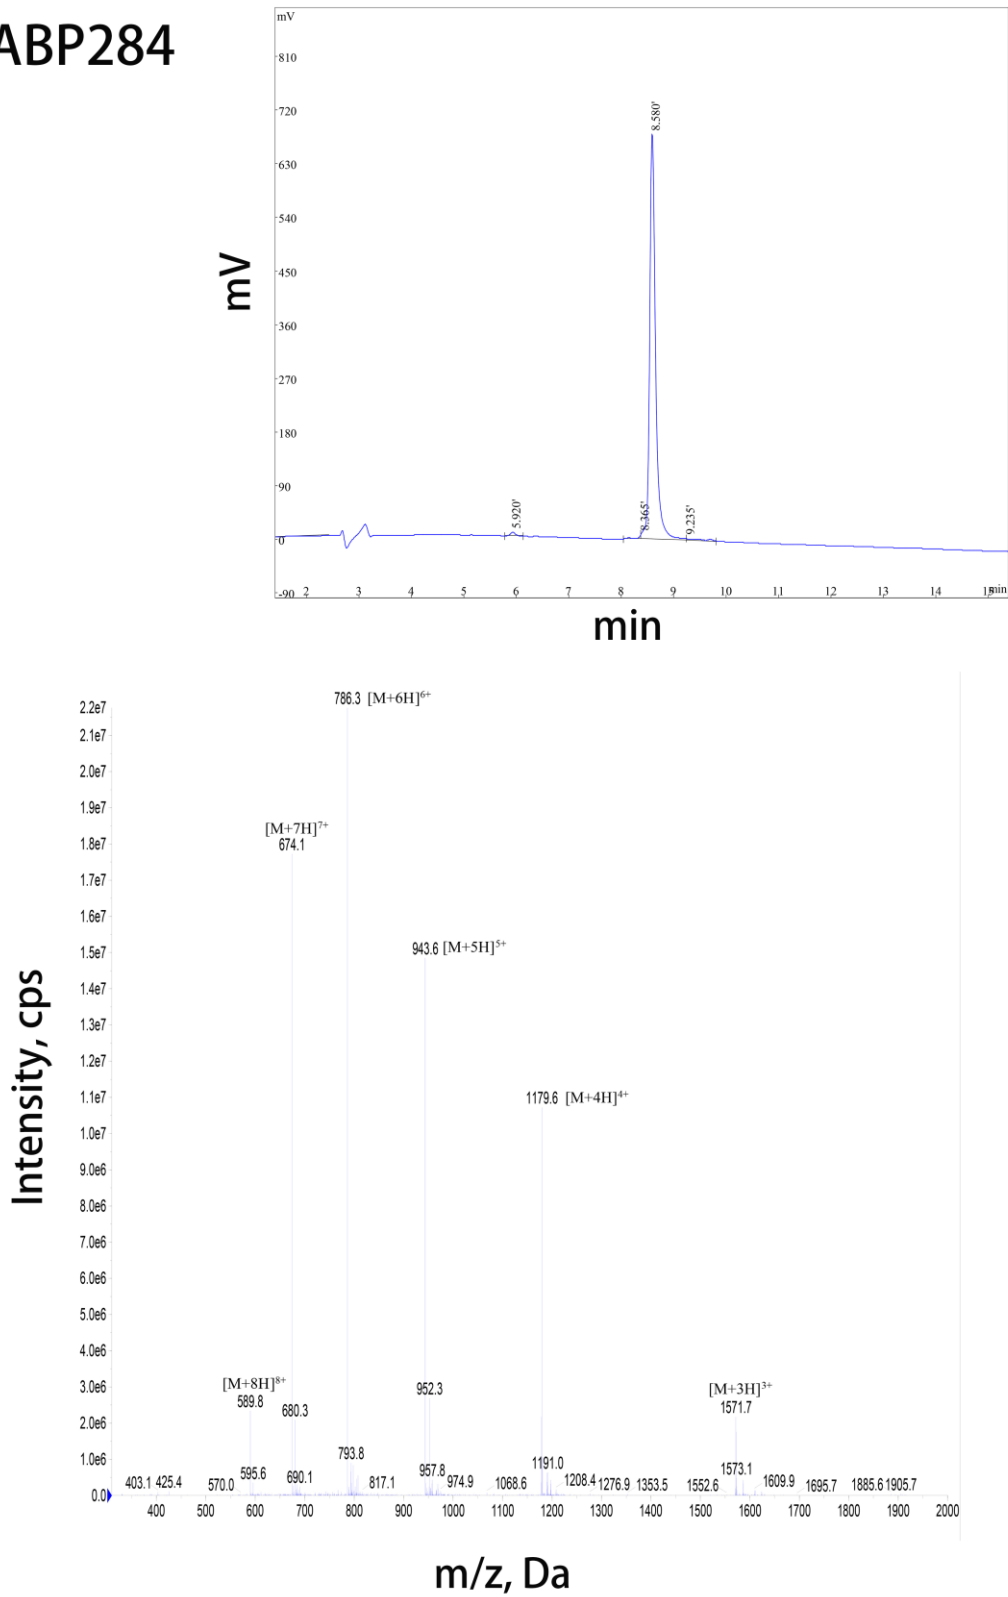 ABP284
mV
810
720
630
540
450
360
270
180
90
0
-90
mV
8.580'
5.920'
8.365'
9.235'
2 3 4 5 6 7 8 9 10 11 12 13 14 15 min
min
Intensity, cps
2.2e7
2.1e7
2.0e7
1.9e7
1.8e7
1.7e7
1.6e7
1.5e7
1.4e7
1.3e7
1.2e7
1.1e7
1.0e7
9.0e6
8.0e6
7.0e6
6.0e6
5.0e6
4.0e6
3.0e6
2.0e6
1.0e6
0.0
786.3 [M+6H]⁶⁺
[M+7H]⁷⁺
674.1
943.6 [M+5H]⁵⁺
1179.6 [M+4H]⁴⁺
[M+8H]⁸⁺
589.8
680.3
952.3
[M+3H]³⁺
1571.7
793.8
595.6
957.8
1191.0
1573.1
403.1 425.4 570.0 690.1 817.1 974.9 1068.6 1208.4 1276.9 1353.5 1552.6 1609.9 1695.7 1885.6 1905.7
400 500 600 700 800 900 1000 1100 1200 1300 1400 1500 1600 1700 1800 1900 2000
m/z, Da